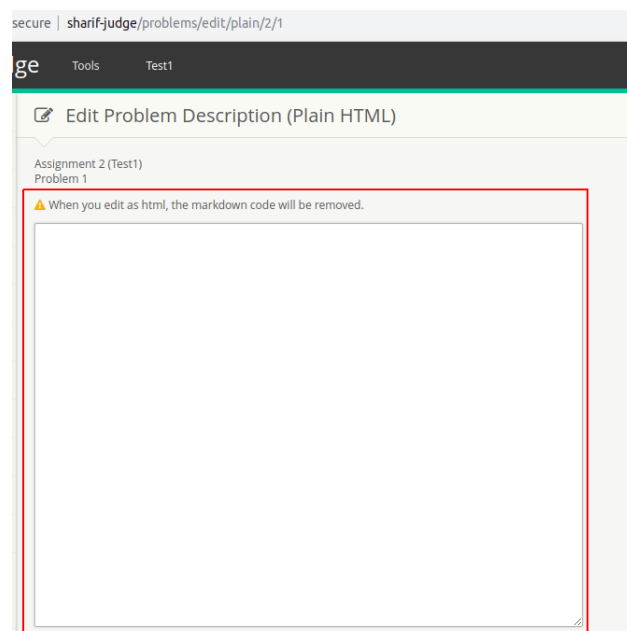 secure | sharif-judge/problems/edit/plain/2/1
ge Tools Test1
Edit Problem Description (Plain HTML)
Assignment 2 (Test1)
Problem 1
When you edit as html, the markdown code will be removed.